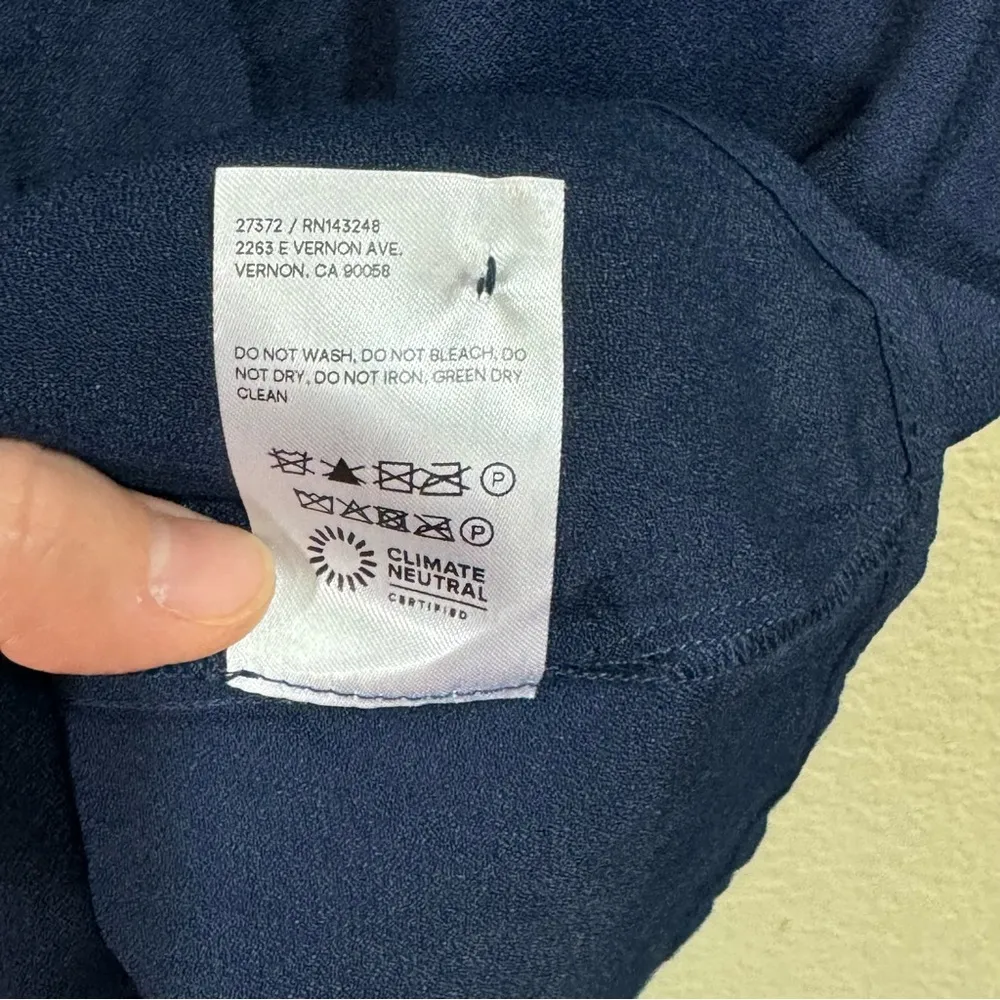 27372 / RN143248
2263 E VERNON AVE.
VERNON, CA 90058
DO NOT WASH, DO NOT BLEACH, DO
NOT DRY, DO NOT IRON, GREEN DRY
CLEAN
P
P
CLIMATE
NEUTRAL
CERTIFIED